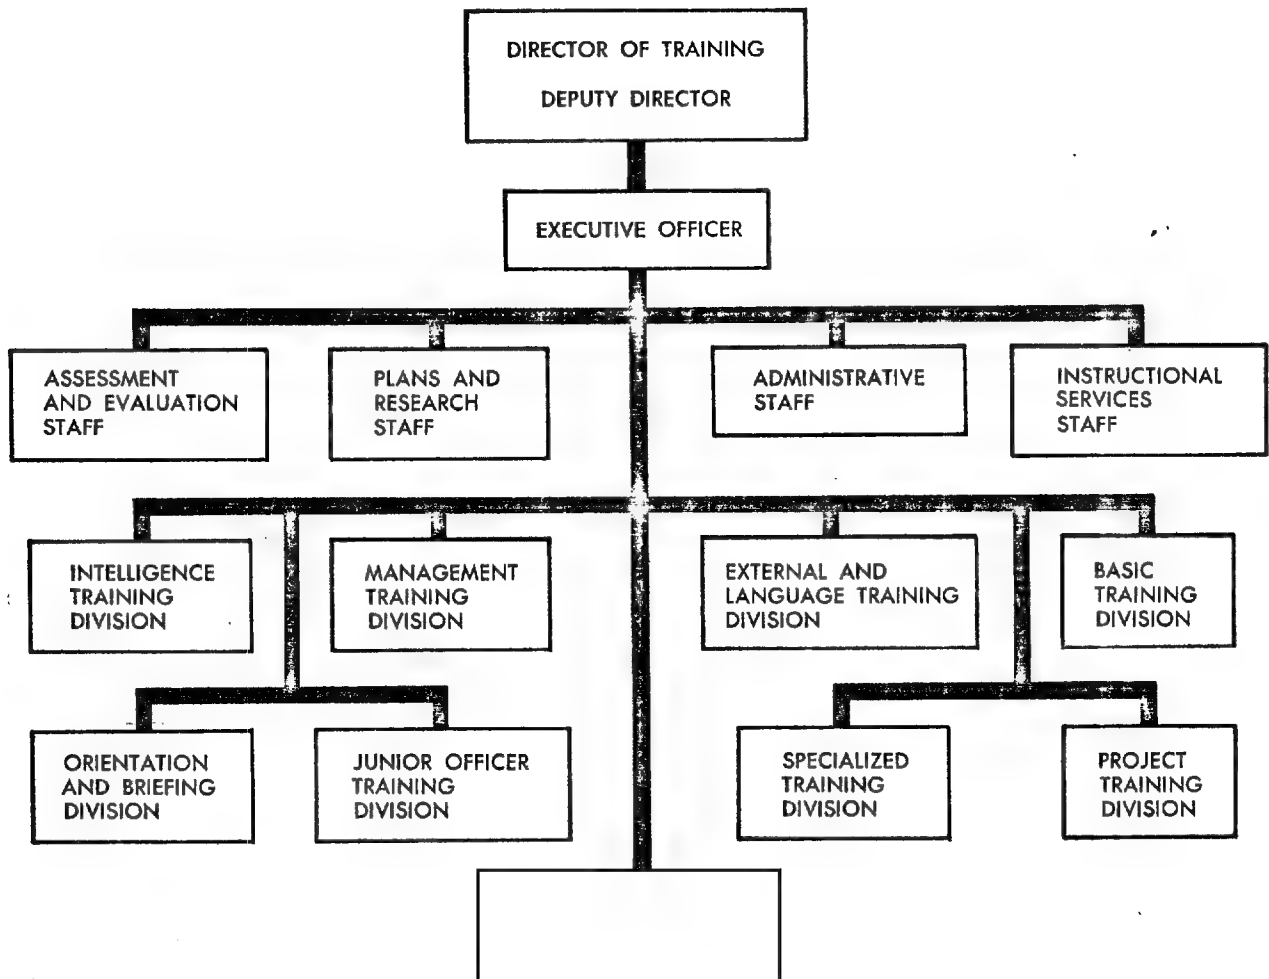 DIRECTOR OF TRAINING
DEPUTY DIRECTOR
EXECUTIVE OFFICER
ASSESSMENT
AND EVALUATION
STAFF
PLANS AND
RESEARCH
STAFF
ADMINISTRATIVE
STAFF
INSTRUCTIONAL
SERVICES
STAFF
INTELLIGENCE
TRAINING
DIVISION
MANAGEMENT
TRAINING
DIVISION
EXTERNAL AND
LANGUAGE TRAINING
DIVISION
BASIC
TRAINING
DIVISION
ORIENTATION
AND BRIEFING
DIVISION
JUNIOR OFFICER
TRAINING
DIVISION
SPECIALIZED
TRAINING
DIVISION
PROJECT
TRAINING
DIVISION